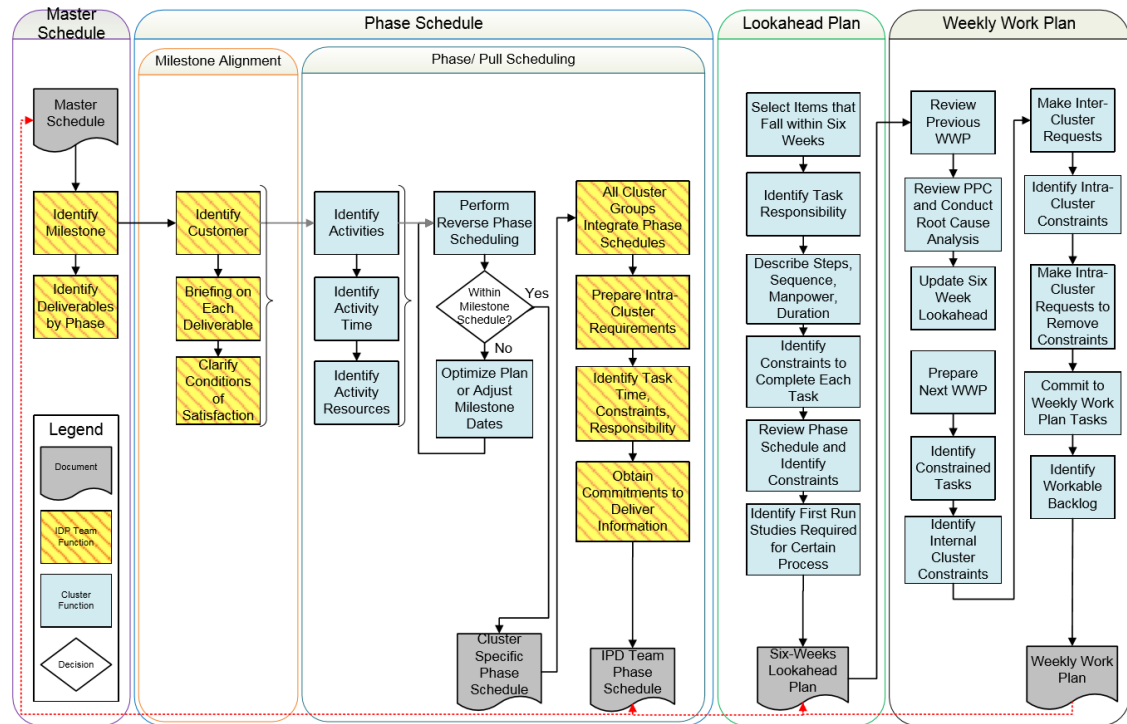 Master
Schedule
Phase Schedule
Lookahead Plan
Weekly Work Plan
Milestone Alignment
Phase/ Pull Scheduling
Master
Schedule
Identify
Milestone
Identify
Deliverables
by Phase
Identify
Customer
Briefing on
Each
Deliverable
Clarify
Conditions
of
Satisfaction
Identify
Activities
Identify
Activity
Time
Identify
Activity
Resources
Perform
Reverse Phase
Scheduling
Within
Milestone
Schedule?
Yes
No
Optimize Plan
or Adjust
Milestone
Dates
Cluster
Specific
Phase
Schedule
All Cluster
Groups
Integrate Phase
Schedules
Prepare Intra-
Cluster
Requirements
Identify Task
Time,
Constraints,
Responsibility
Obtain
Commitments to
Deliver
Information
IPD Team
Phase
Schedule
Select Items that
Fall within Six
Weeks
Identify Task
Responsibility
Describe Steps,
Sequence,
Manpower,
Duration
Identify
Constraints to
Complete Each
Task
Review Phase
Schedule and
Identify
Constraints
Identify First Run
Studies Required
for Certain
Process
Six-Weeks
Lookahead
Plan
Review
Previous
WWP
Review PPC
and Conduct
Root Cause
Analysis
Update Six
Week
Lookahead
Prepare
Next WWP
Identify
Constrained
Tasks
Identify
Internal
Cluster
Constraints
Make Inter-
Cluster
Requests
Identify Intra-
Cluster
Constraints
Make Intra-
Cluster
Requests to
Remove
Constraints
Commit to
Weekly Work
Plan Tasks
Identify
Workable
Backlog
Weekly Work
Plan
Legend
Document
IDP Team
Function
Cluster
Function
Decision